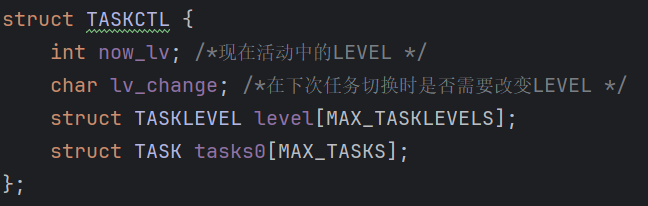 struct TASKCTL {
    int now_lv; /*现在活动中的LEVEL */
    char lv_change; /*在下次任务切换时是否需要改变LEVEL */
    struct TASKLEVEL level[MAX_TASKLEVELS];
    struct TASK tasks0[MAX_TASKS];
};